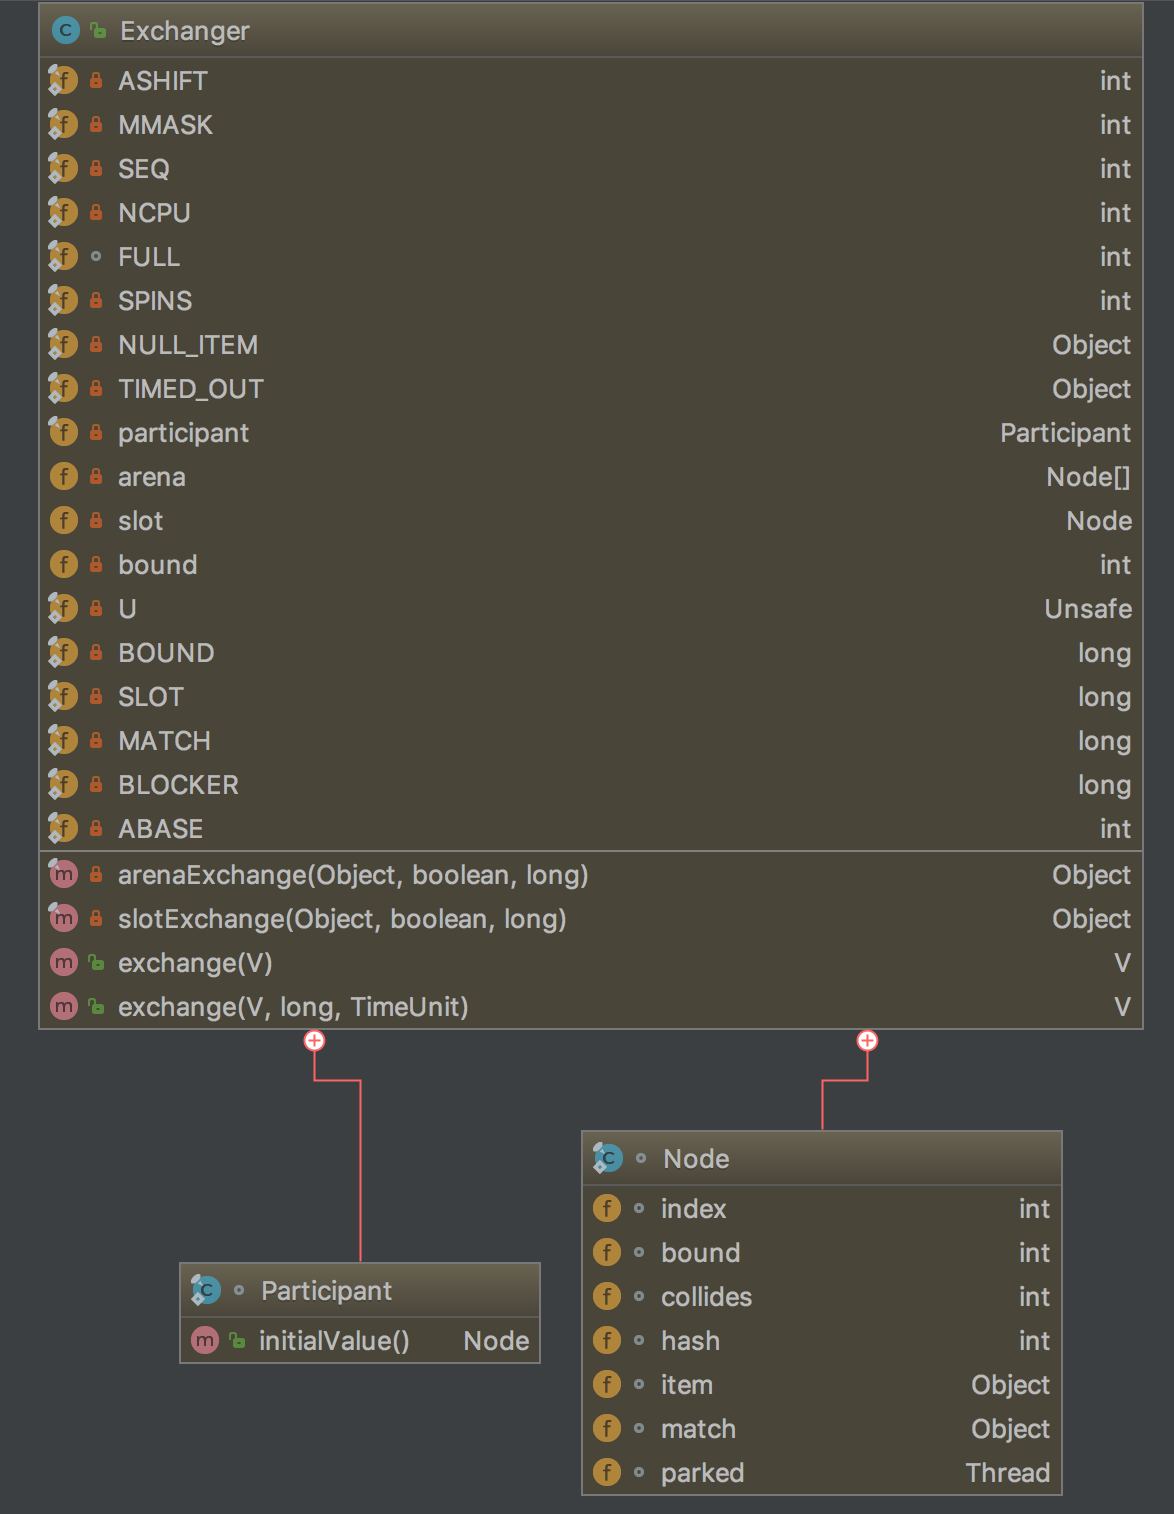 Exchanger
ASHIFT int
MMASK int
SEQ int
NCPU int
FULL int
SPINS int
NULL_ITEM Object
TIMED_OUT Object
participant Participant
arena Node[]
slot Node
bound int
U Unsafe
BOUND long
SLOT long
MATCH long
BLOCKER long
ABASE int
arenaExchange(Object, boolean, long) Object
slotExchange(Object, boolean, long) Object
exchange(V) V
exchange(V, long, TimeUnit) V
Participant
initialValue() Node
Node
index int
bound int
collides int
hash int
item Object
match Object
parked Thread